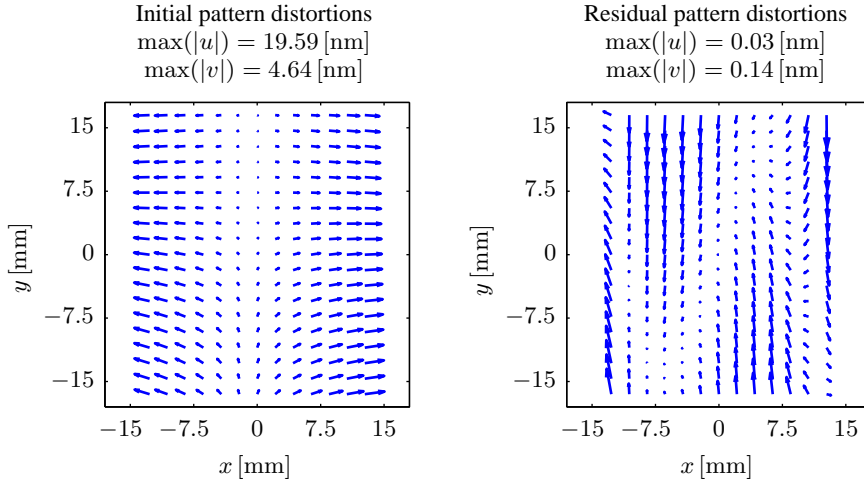 Initial pattern distortions
max(|u|) = 19.59 [nm]
max(|v|) = 4.64 [nm]
15
7.5
0
−7.5
−15
y [mm]
−15 −7.5 0 7.5 15
x [mm]
Residual pattern distortions
max(|u|) = 0.03 [nm]
max(|v|) = 0.14 [nm]
15
7.5
0
−7.5
−15
y [mm]
−15 −7.5 0 7.5 15
x [mm]